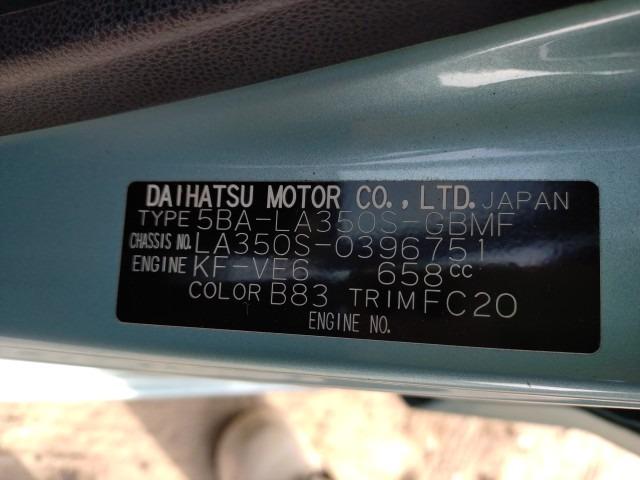 DAIHATSU MOTOR CO., LTD. JAPAN
TYPE 5BA-LA350S-GBMF
CHASSIS NO. LA350S-0396751
ENGINE KF-VE6 658cc
COLOR B83 TRIM FC20
ENGINE NO.